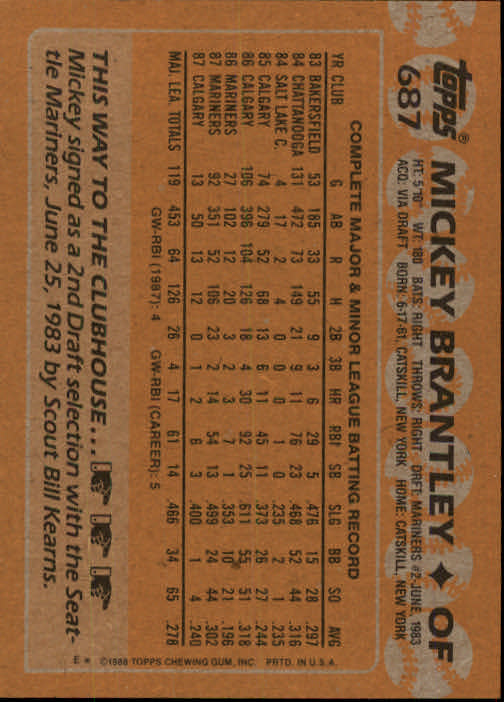 topps®
687
MICKEY BRANTLEY ✦ OF
HT: 5'10" WT: 180 BATS: RIGHT THROWS: RIGHT DRFT: MARINERS #2-JUNE, 1983
ACQ: VIA DRAFT BORN: 6-17-61, CATSKILL, NEW YORK HOME: CATSKILL, NEW YORK
COMPLETE MAJOR & MINOR LEAGUE BATTING RECORD
YR CLUB G AB R H 2B 3B HR RBI SB SLG BB SO AVG
83 BAKERSFIELD 53 185 33 55 9 3 6 29 5 .476 15 28 .297
84 CHATTANOOGA 131 472 73 149 21 9 11 76 23 .468 52 44 .316
84 SALT LAKE C. 4 17 2 4 0 0 0 1 0 .235 2 1 .235
85 CALGARY 74 279 52 68 13 6 11 45 11 .373 26 27 .244
86 CALGARY 106 396 104 126 18 4 30 92 25 .611 55 51 .318
86 MARINERS 27 102 12 20 3 2 3 7 1 .353 10 21 .196
87 MARINERS 92 351 52 106 23 2 14 54 13 .499 24 44 .302
87 CALGARY 13 50 13 12 0 1 2 6 3 .400 1 4 .240
MAJ. LEA. TOTALS 119 453 64 126 26 4 17 61 14 .466 34 65 .278
GW-RBI (1987): 4 GW-RBI (CAREER): 5
THIS WAY TO THE CLUBHOUSE...
Mickey signed as a 2nd Draft selection with the Seat-
tle Mariners, June 25, 1983 by Scout Bill Kearns.
E* ©1988 TOPPS CHEWING GUM, INC. PRTD. IN U.S.A.